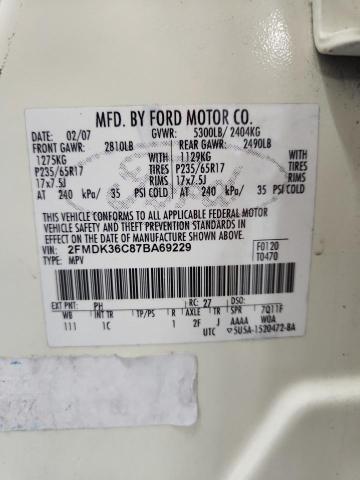 MFD. BY FORD MOTOR CO.
DATE: 02/07 GVWR: 5300LB/ 2404KG
FRONT GAWR: 2810LB REAR GAWR: 2490LB
1275KG WITH 1129KG WITH
P235/65R17 TIRES P235/65R17 TIRES
17x7.5J RIMS 17x7.5J RIMS
AT 240 kPa/ 35 PSI COLD AT 240 kPa/ 35 PSI COLD
THIS VEHICLE CONFORMS TO ALL APPLICABLE FEDERAL MOTOR
VEHICLE SAFETY AND THEFT PREVENTION STANDARDS IN EFFECT ON
THE DATE OF MANUFACTURE SHOWN ABOVE.
VIN: 2FMDK36C87BA69229 F0120
TYPE: MPV T0470
EXT PNT: PH RC: 27 DSO:
WB INT TR TP/PS R AXLE TR SPR 7Q11F
111 1C 1 2F J AAAA W0A
UTC 5U5A-1520472-BA
Ford